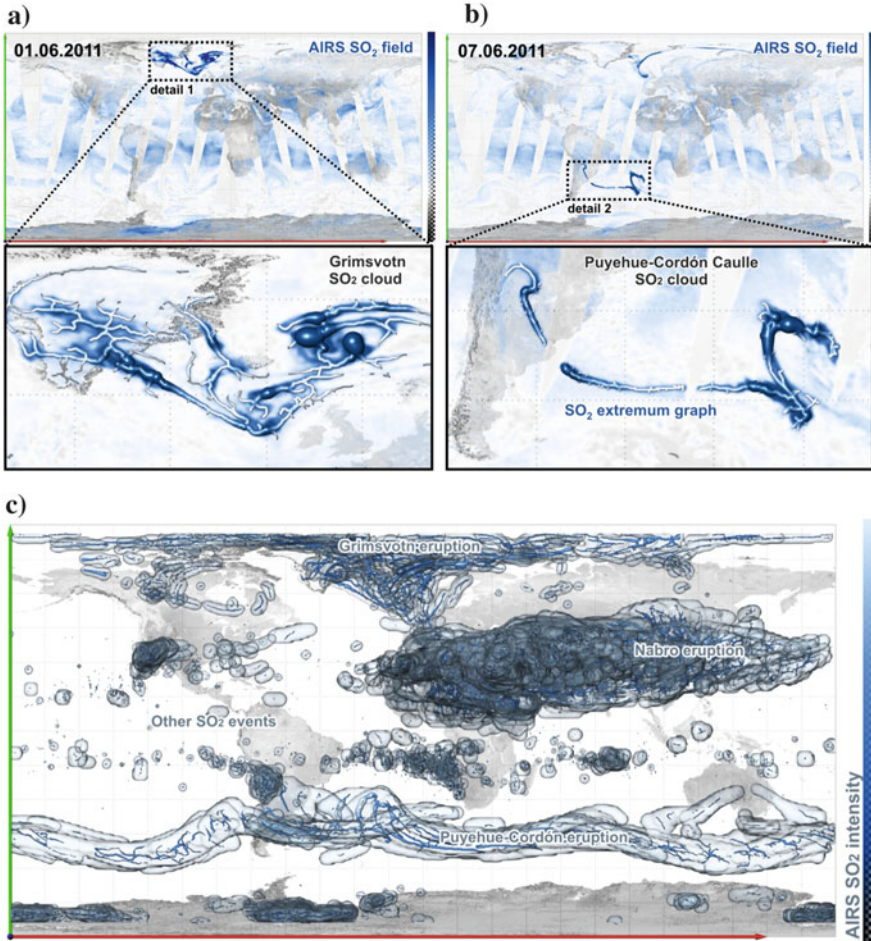 a)
01.06.2011
AIRS SO₂ field
detail 1
Grimsvotn
SO₂ cloud
b)
07.06.2011
AIRS SO₂ field
detail 2
Puyehue-Cordón Caulle
SO₂ cloud
SO₂ extremum graph
c)
Grimsvotn eruption
Nabro eruption
Other SO₂ events
Puyehue-Cordón eruption
AIRS SO₂ intensity